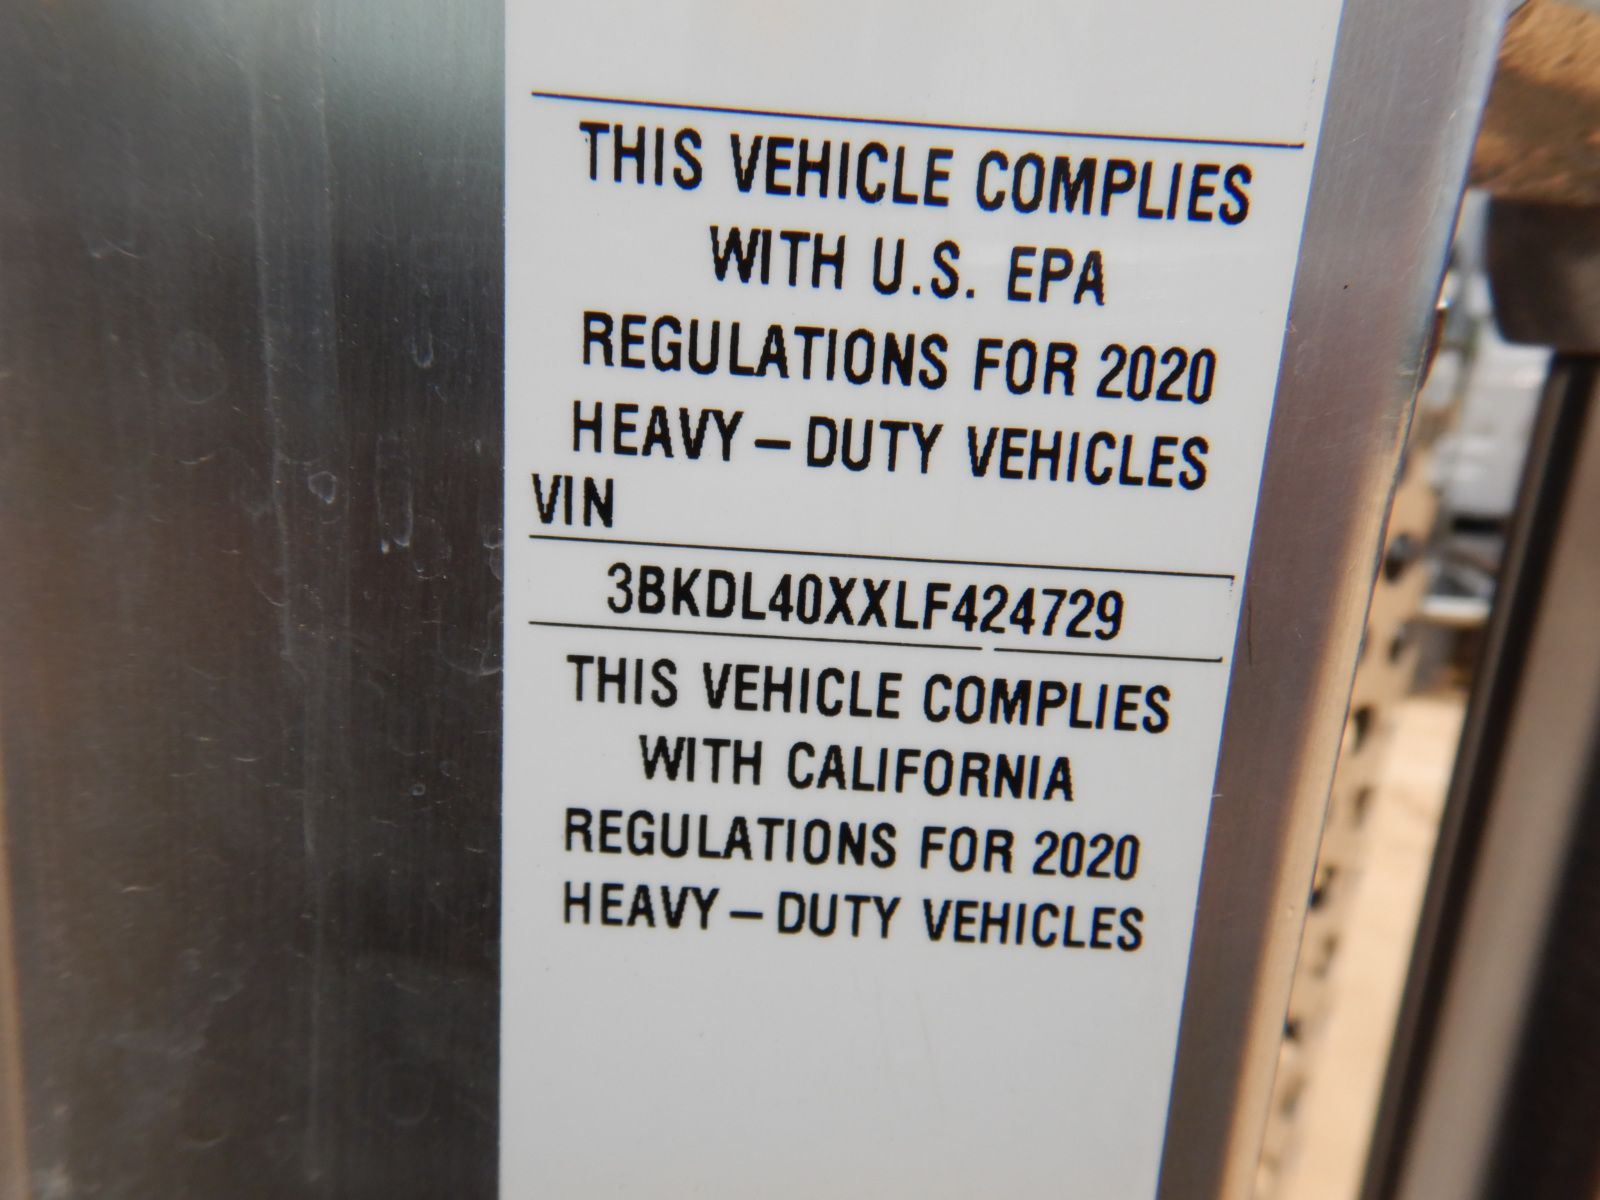 THIS VEHICLE COMPLIES
WITH U.S. EPA
REGULATIONS FOR 2020
HEAVY – DUTY VEHICLES
VIN
3BKDL40XXLF424729
THIS VEHICLE COMPLIES
WITH CALIFORNIA
REGULATIONS FOR 2020
HEAVY – DUTY VEHICLES